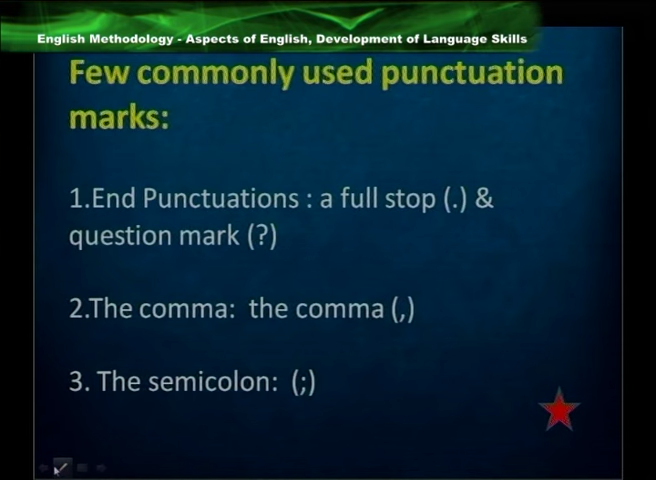 English Methodology - Aspects of English, Development of Language Skills
Few commonly used punctuation
marks:
1.End Punctuations : a full stop (.) &
question mark (?)
2.The comma:  the comma (,)
3. The semicolon:  (;)